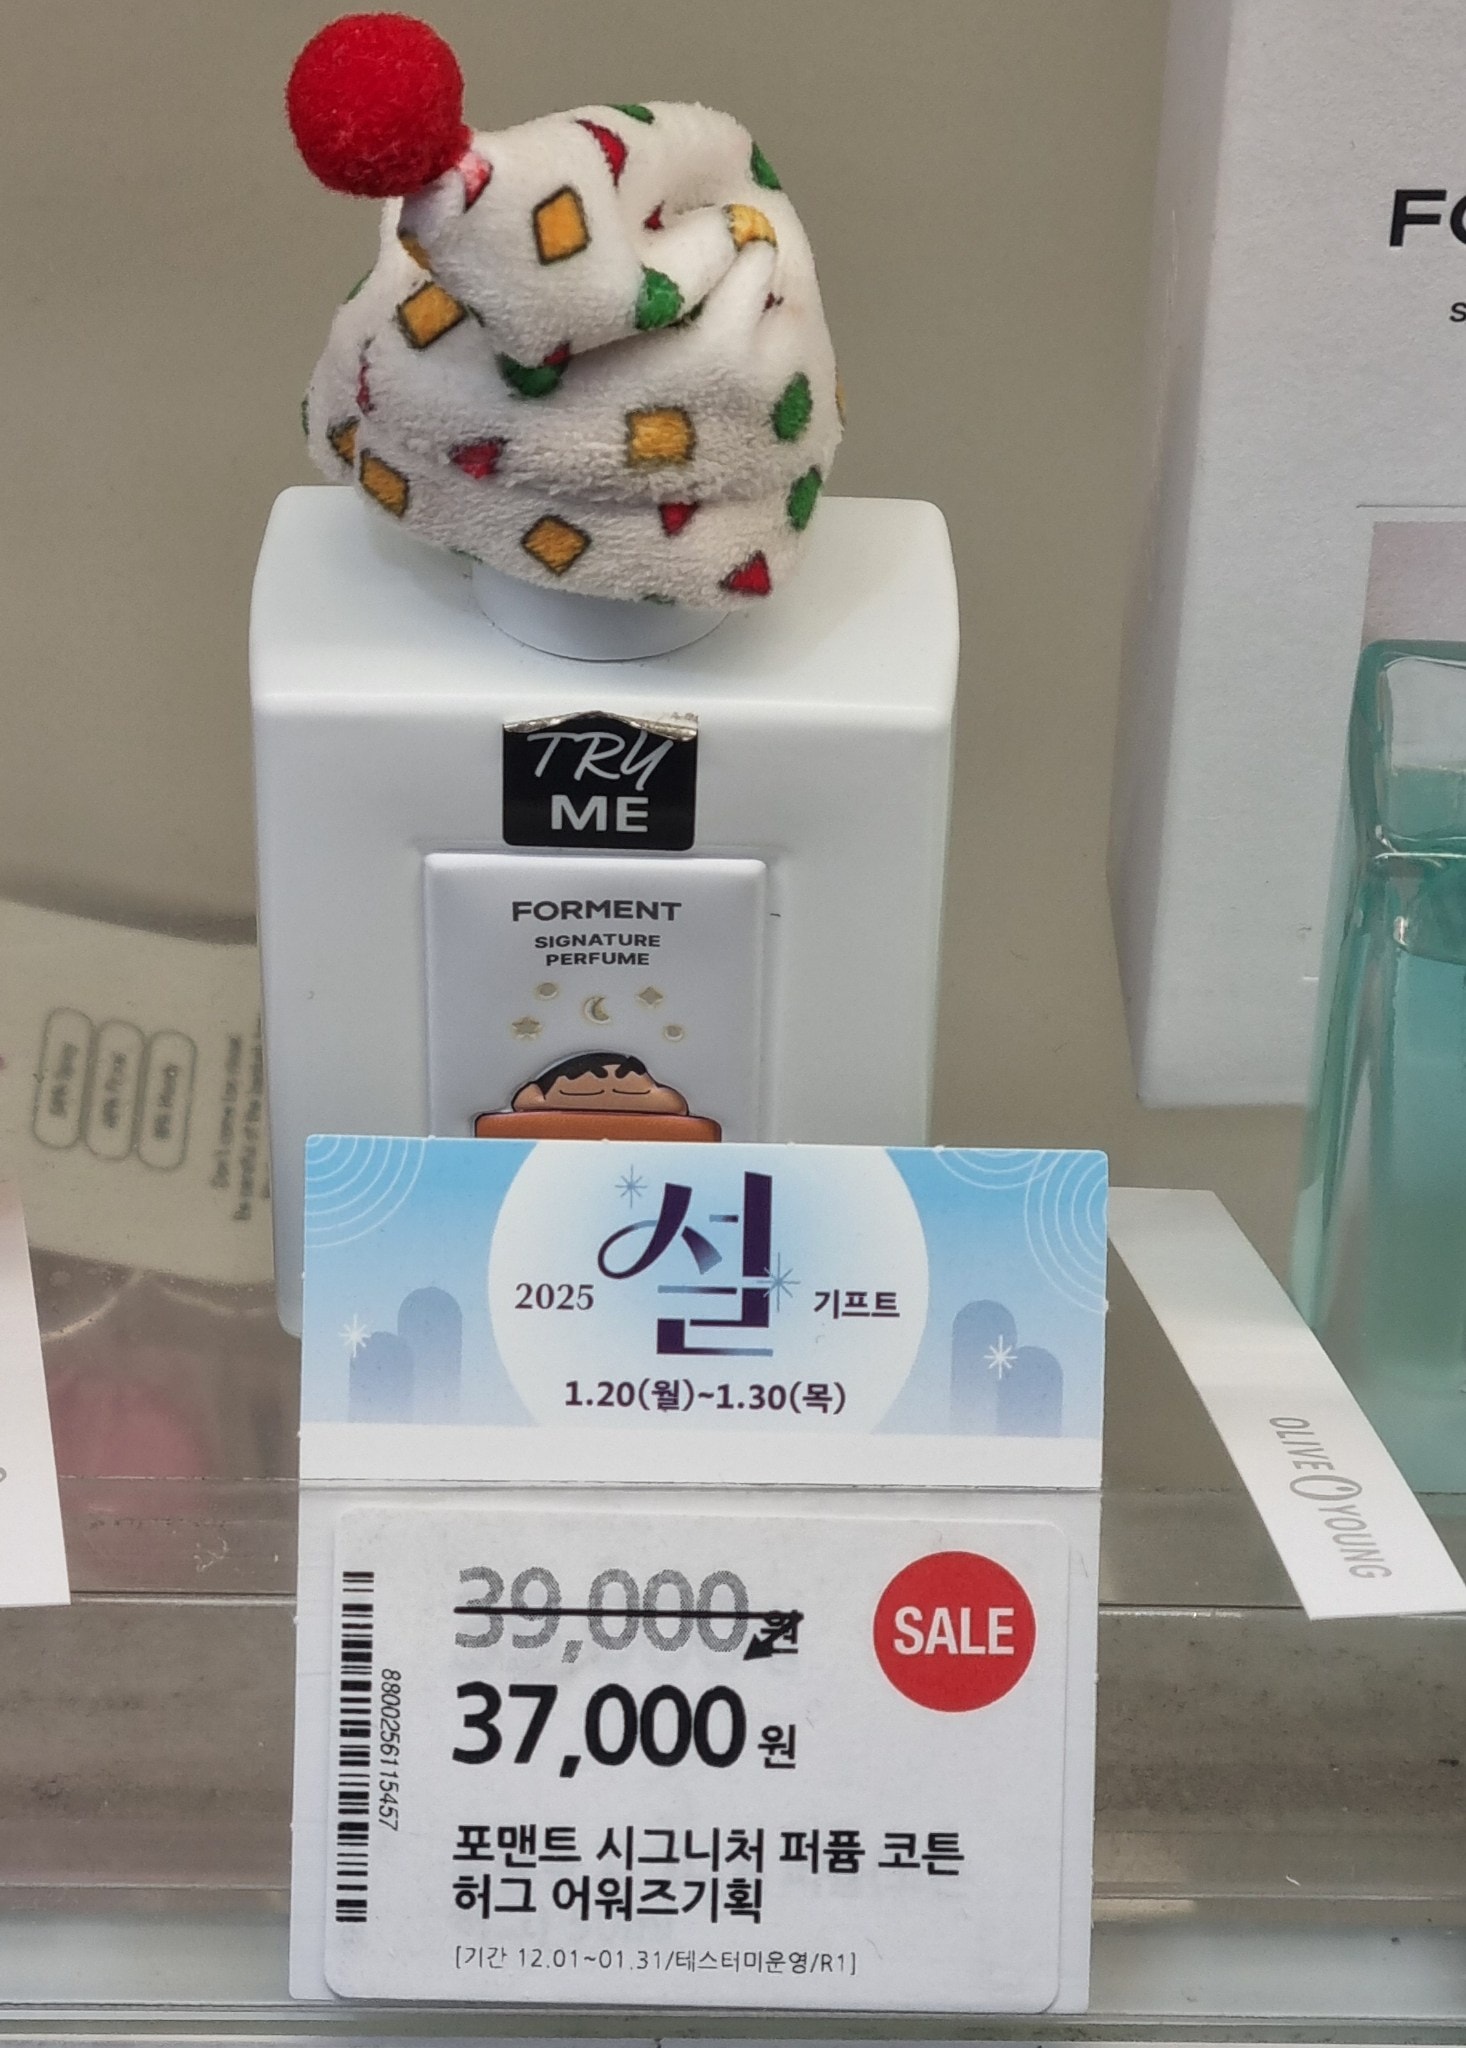 FO
S
TRY
ME
FORMENT
SIGNATURE
PERFUME
2025 설 기프트
1.20(월)~1.30(목)
OLIVE YOUNG
39,000원
SALE
37,000원
8800256115457
포맨트 시그니처 퍼퓸 코튼
허그 어워즈기획
[기간 12.01~01.31/테스터미운영/R1]